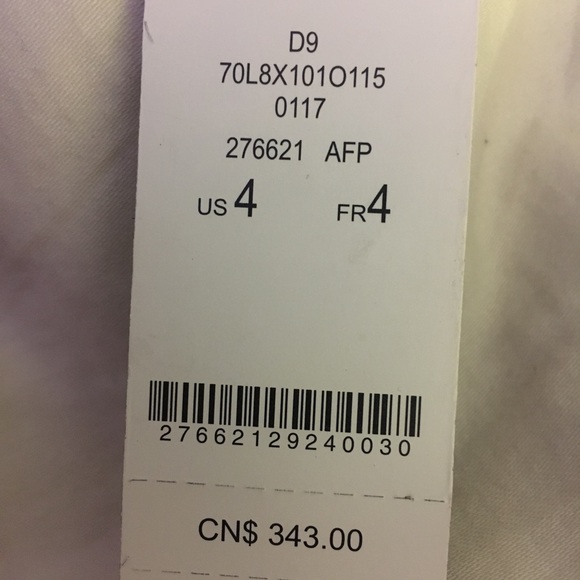 D9
70L8X101O115
0117
276621 AFP
US 4 FR 4
27662129240030
CN$ 343.00